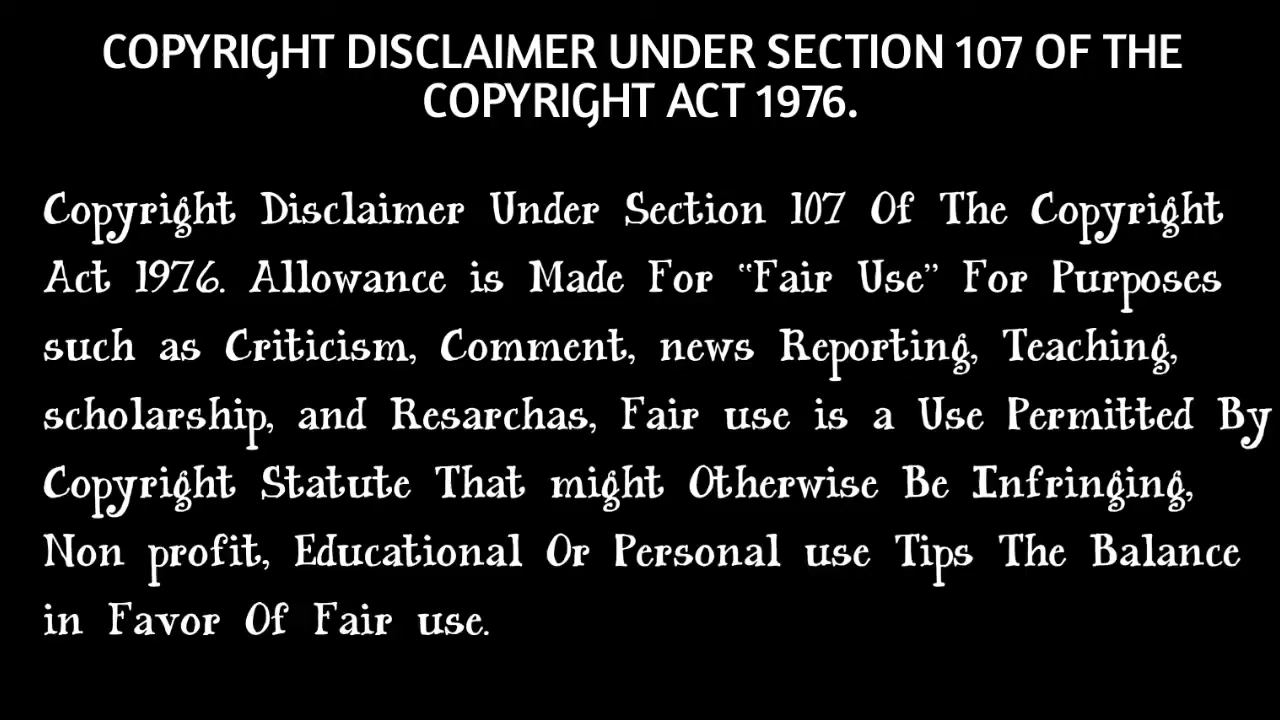 COPYRIGHT DISCLAIMER UNDER SECTION 107 OF THE
COPYRIGHT ACT 1976.
Copyright Disclaimer Under Section 107 Of The Copyright
Act 1976. Allowance is Made For “Fair Use” For Purposes
such as Criticism, Comment, news Reporting, Teaching,
scholarship, and Resarchas, Fair use is a Use Permitted By
Copyright Statute That might Otherwise Be Infringing,
Non profit, Educational Or Personal use Tips The Balance
in Favor Of Fair use.